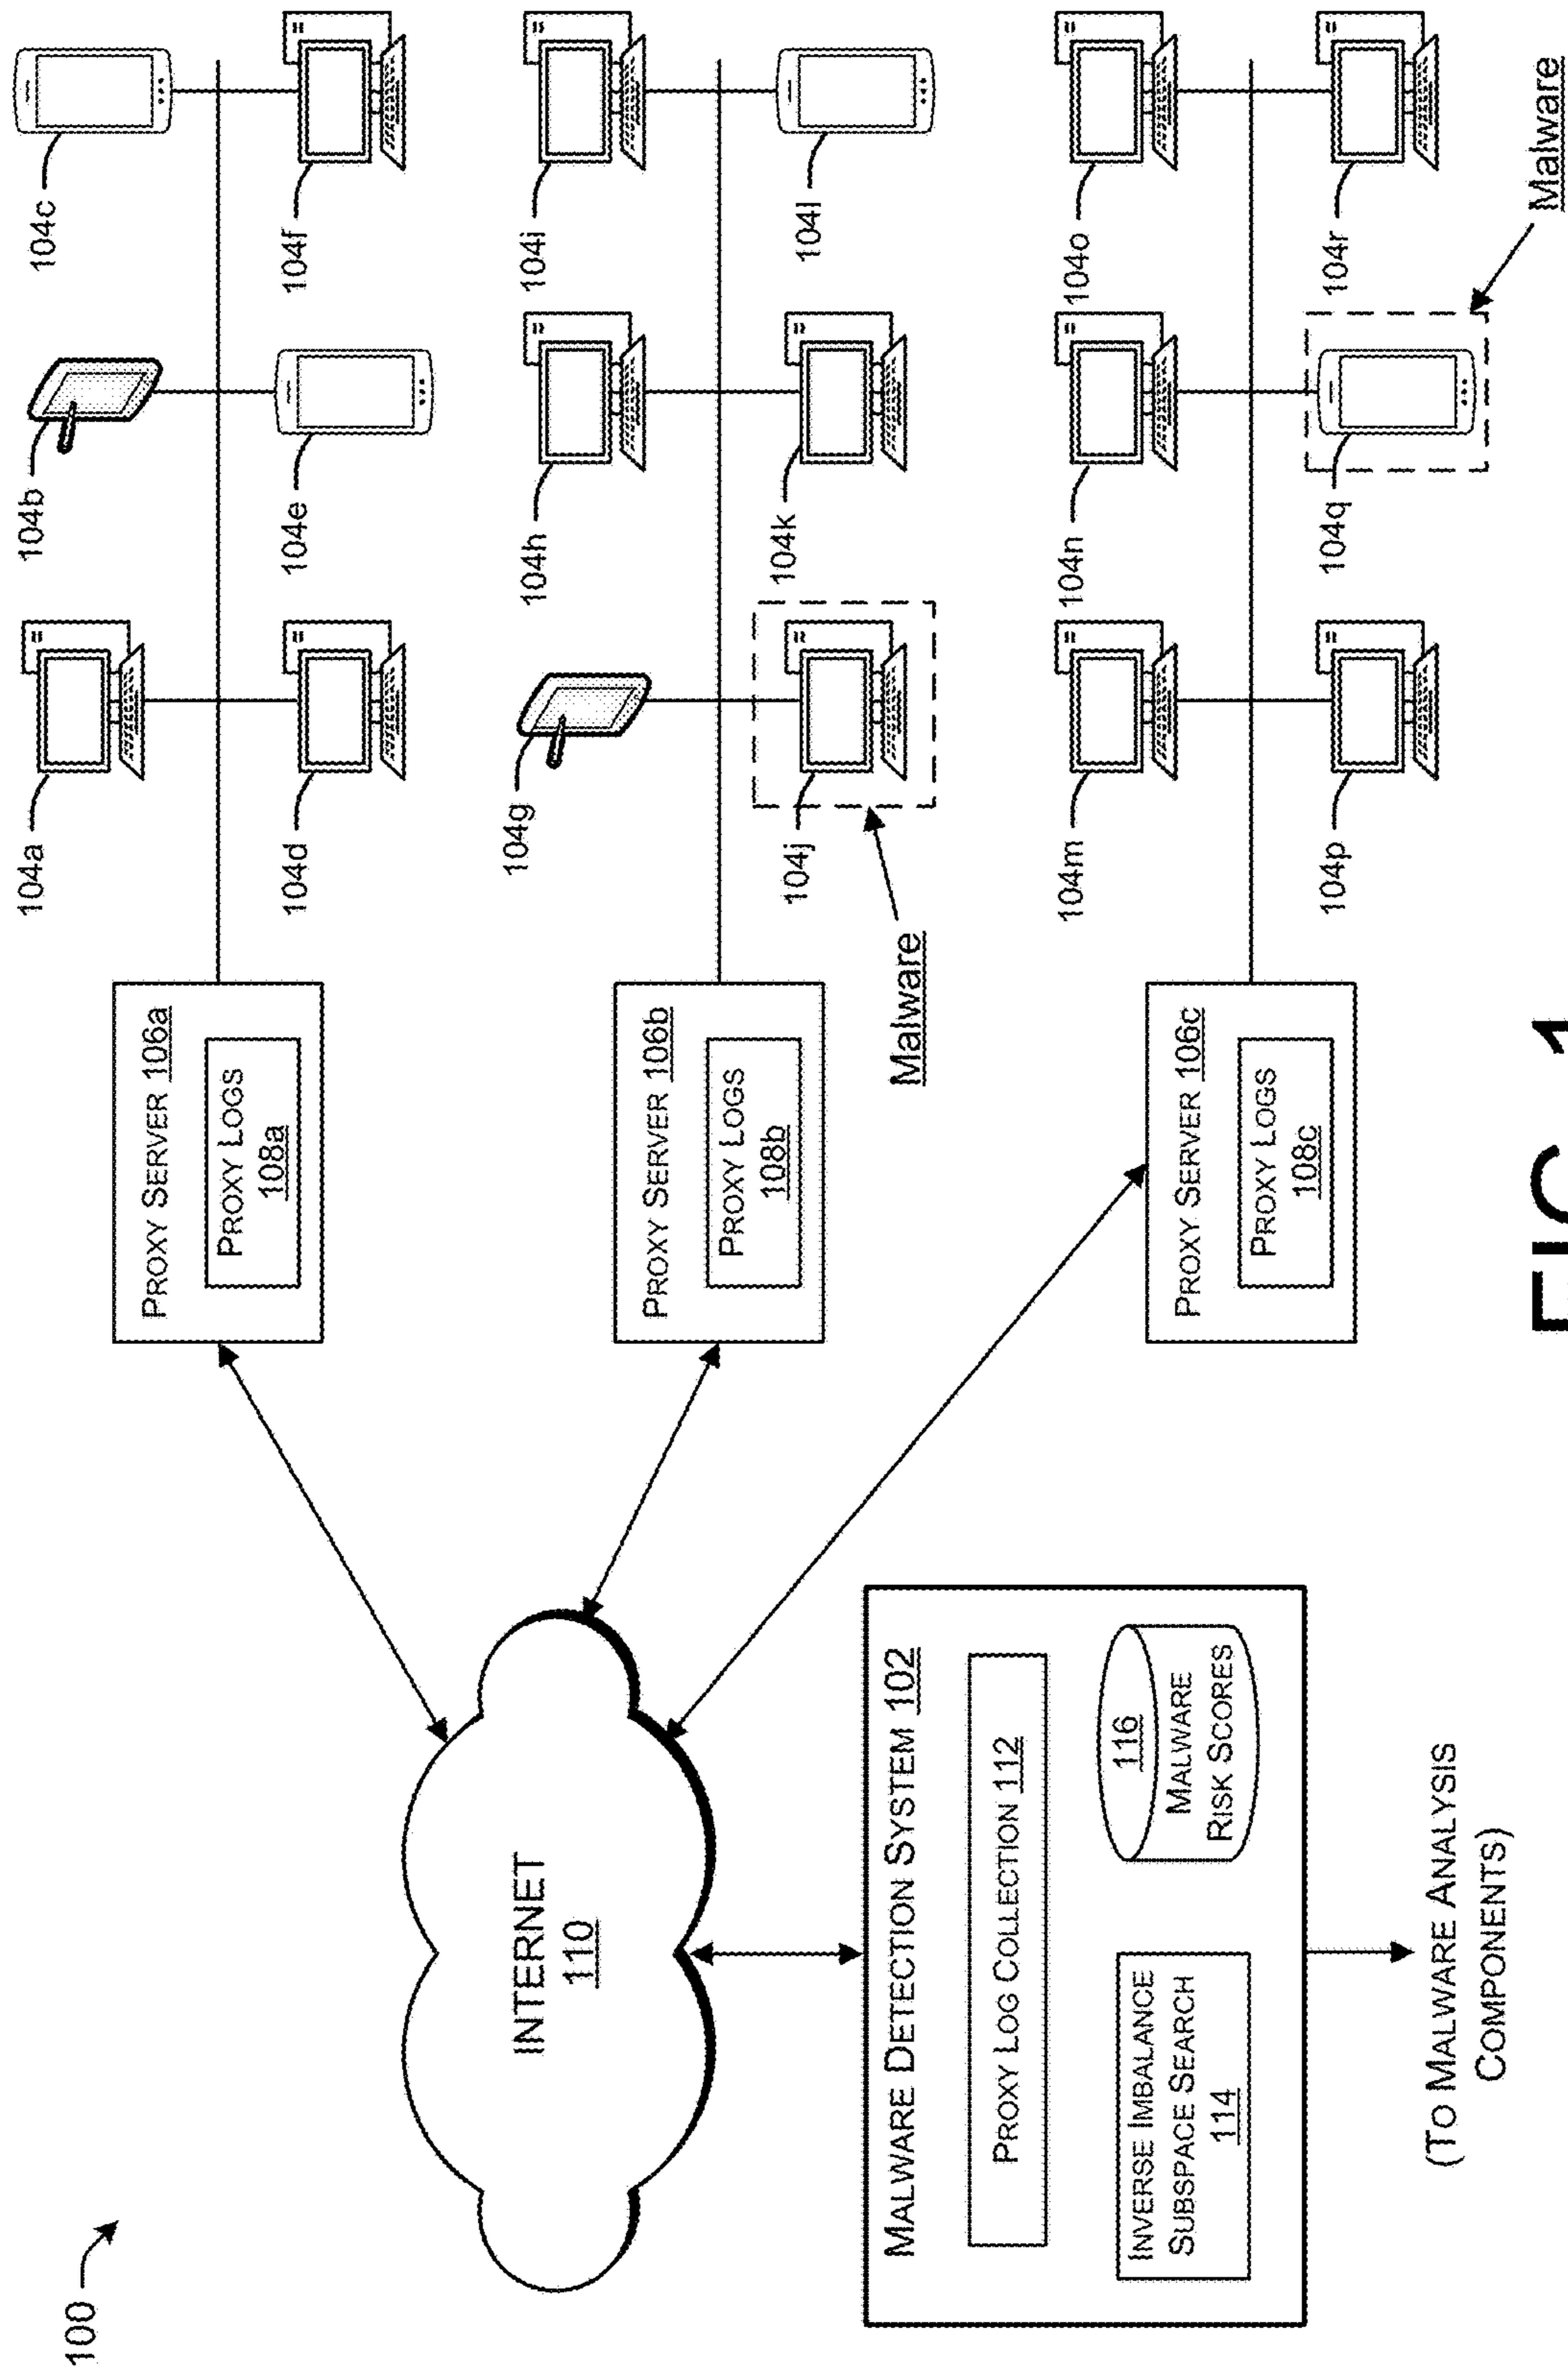 100
INTERNET
110
MALWARE DETECTION SYSTEM 102
PROXY LOG COLLECTION 112
INVERSE IMBALANCE
SUBSPACE SEARCH
114
116
MALWARE
RISK SCORES
(TO MALWARE ANALYSIS
COMPONENTS)
PROXY SERVER 106a
PROXY LOGS
108a
104a
104b
104c
104d
104e
104f
PROXY SERVER 106b
PROXY LOGS
108b
104g
104h
104i
104j
104k
104l
Malware
PROXY SERVER 106c
PROXY LOGS
108c
104m
104n
104o
104p
104q
104r
Malware
FIG. 1